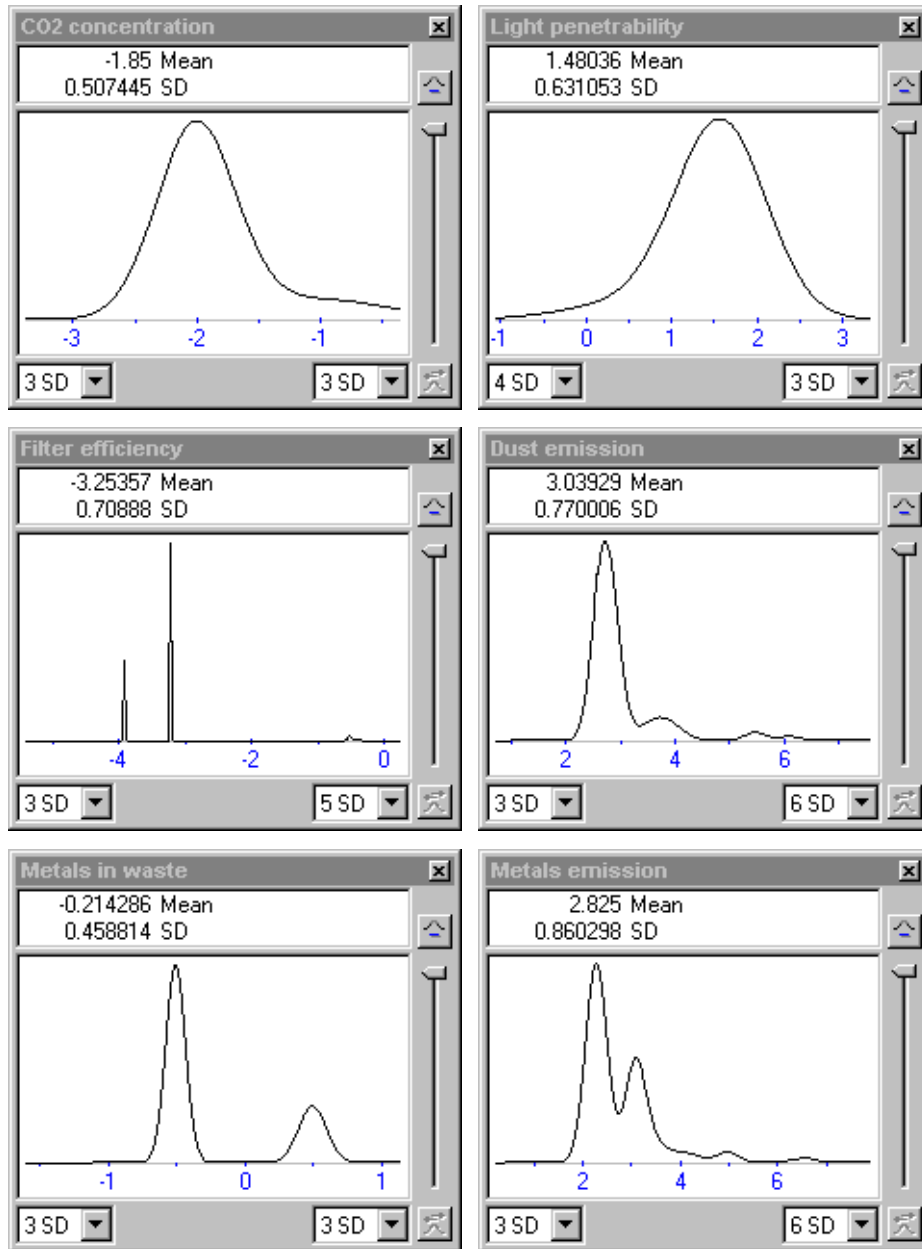 CO2 concentration
-1.85 Mean
0.507445 SD
-3 -2 -1
3 SD 3 SD
Light penetrability
1.48036 Mean
0.631053 SD
-1 0 1 2 3
4 SD 3 SD
Filter efficiency
-3.25357 Mean
0.70888 SD
-4 -2 0
3 SD 5 SD
Dust emission
3.03929 Mean
0.770006 SD
2 4 6
3 SD 6 SD
Metals in waste
-0.214286 Mean
0.458814 SD
-1 0 1
3 SD 3 SD
Metals emission
2.825 Mean
0.860298 SD
2 4 6
3 SD 6 SD